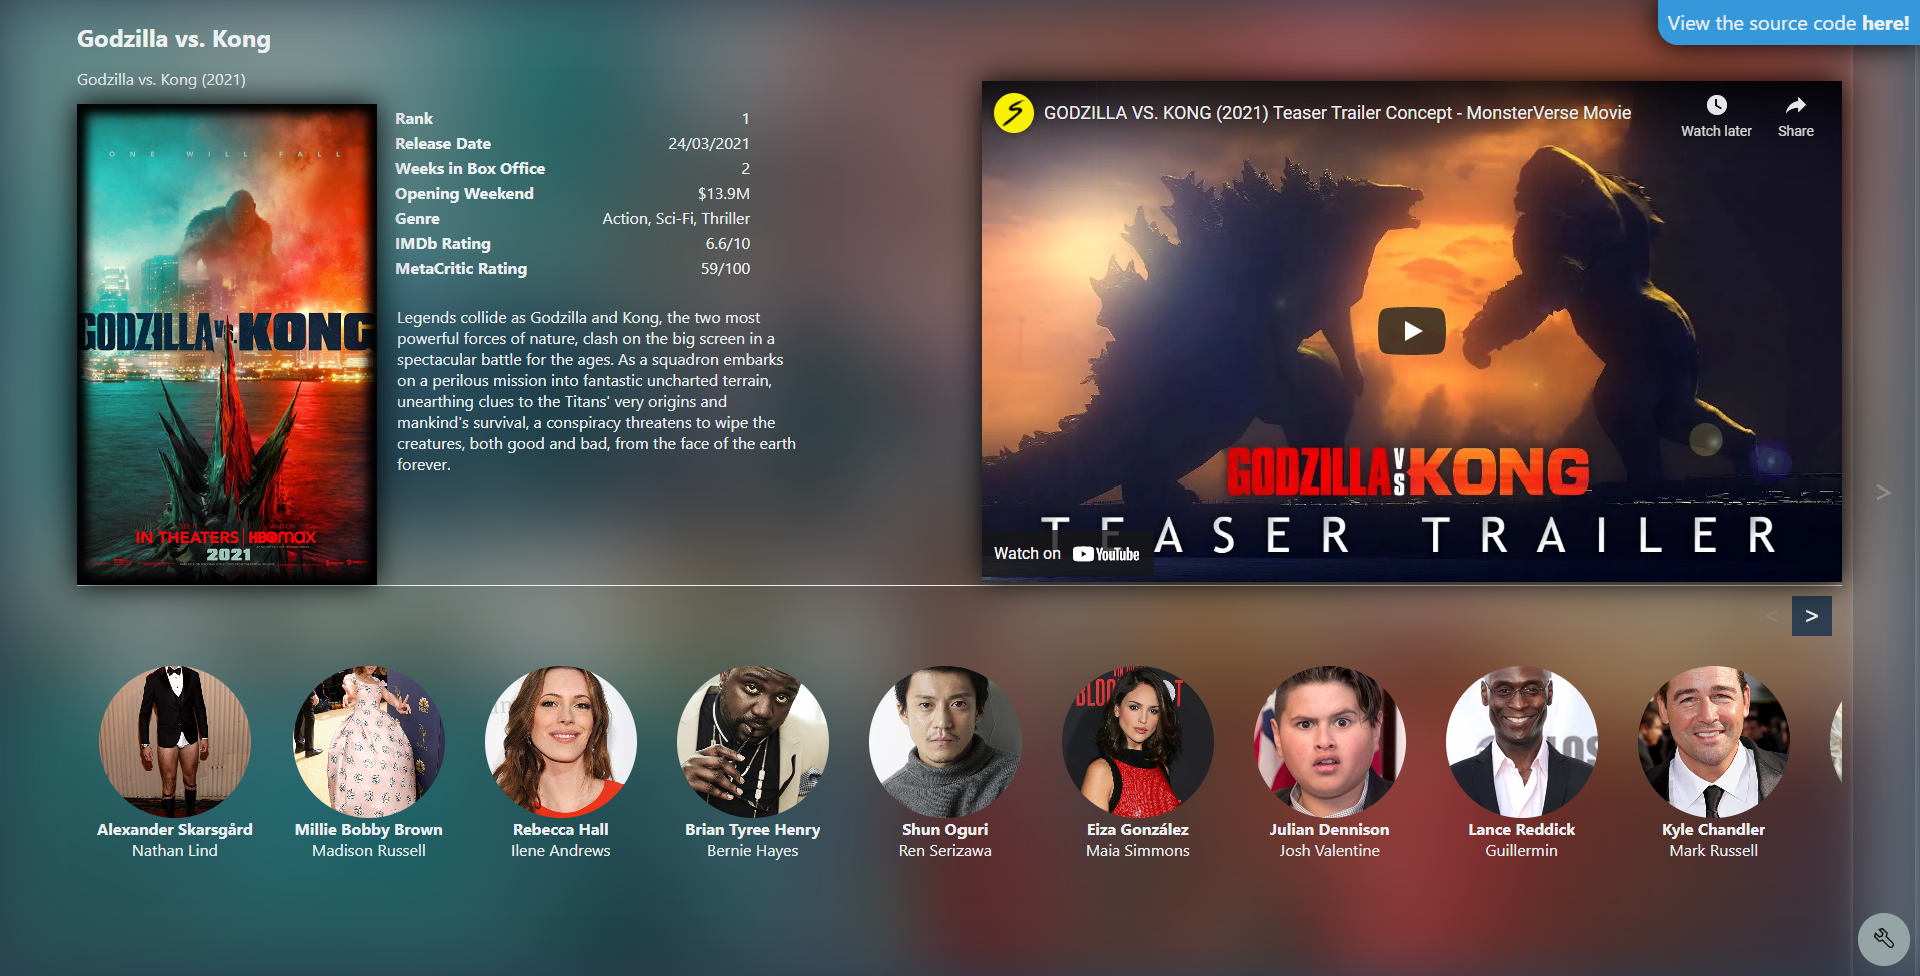 View the source code here!
Godzilla vs. Kong
Godzilla vs. Kong (2021)
ONE WILL FALL
GODZILLA VS. KONG
SEE IT AND ON
IN THEATERS HBOMAX
2021
Rank 1
Release Date 24/03/2021
Weeks in Box Office 2
Opening Weekend $13.9M
Genre Action, Sci-Fi, Thriller
IMDb Rating 6.6/10
MetaCritic Rating 59/100
Legends collide as Godzilla and Kong, the two most
powerful forces of nature, clash on the big screen in a
spectacular battle for the ages. As a squadron embarks
on a perilous mission into fantastic uncharted terrain,
unearthing clues to the Titans' very origins and
mankind's survival, a conspiracy threatens to wipe the
creatures, both good and bad, from the face of the earth
forever.
GODZILLA VS. KONG (2021) Teaser Trailer Concept - MonsterVerse Movie
Watch later Share
GODZILLA VS KONG
TEASER TRAILER
Watch on YouTube
>
< >
Alexander Skarsgård
Nathan Lind
Millie Bobby Brown
Madison Russell
Rebecca Hall
Ilene Andrews
Brian Tyree Henry
Bernie Hayes
Shun Oguri
Ren Serizawa
Eiza González
Maia Simmons
Julian Dennison
Josh Valentine
Lance Reddick
Guillermin
Kyle Chandler
Mark Russell